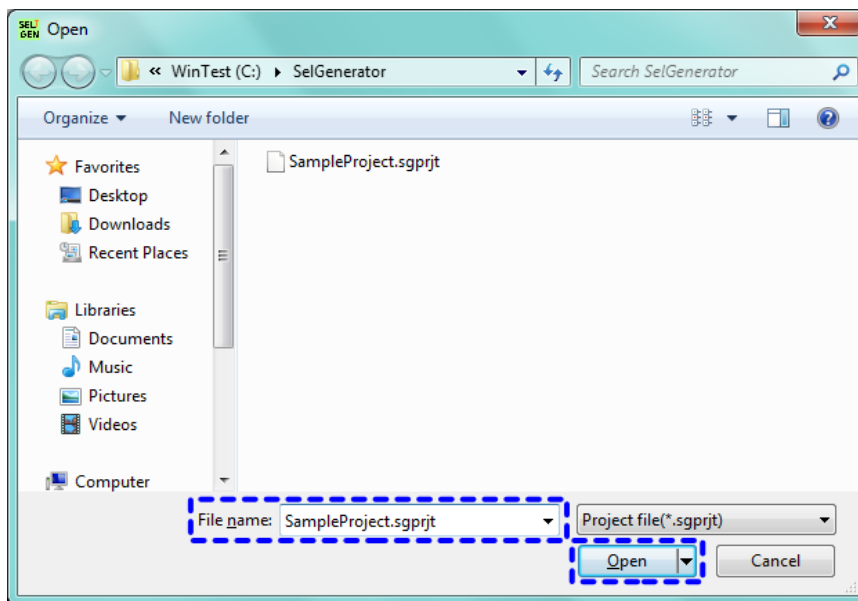 SEL
GEN Open
« WinTest (C:) SelGenerator Search SelGenerator
Organize New folder
Favorites
Desktop
Downloads
Recent Places
Libraries
Documents
Music
Pictures
Videos
Computer
SampleProject.sgprjt
File name: SampleProject.sgprjt Project file(*.sgprjt)
Open Cancel